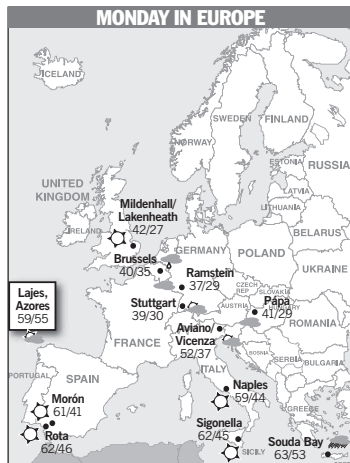 MONDAY IN EUROPE
ICELAND
SWEDEN
FINLAND
NORWAY
ESTONIA
RUSSIA
LATVIA
LITHUANIA
UNITED
KINGDOM
Mildenhall/
Lakenheath
42/27
IRELAND
BELARUS
GERMANY
POLAND
Brussels
40/35
Ramstein
37/29
UKRAINE
CZECH
REP
SLOVAKIA
Lajes,
Azores
59/55
Stuttgart
39/30
AUSTRIA
HUNGARY
Pápa
41/29
Aviano/
Vicenza
52/37
ROMANIA
FRANCE
BOSNIA
SERBIA
BULGARIA
ITALY
PORTUGAL
SPAIN
Morón
61/41
Naples
59/44
GREECE
Rota
62/46
Sigonella
62/45
SICILY
Souda Bay
63/53